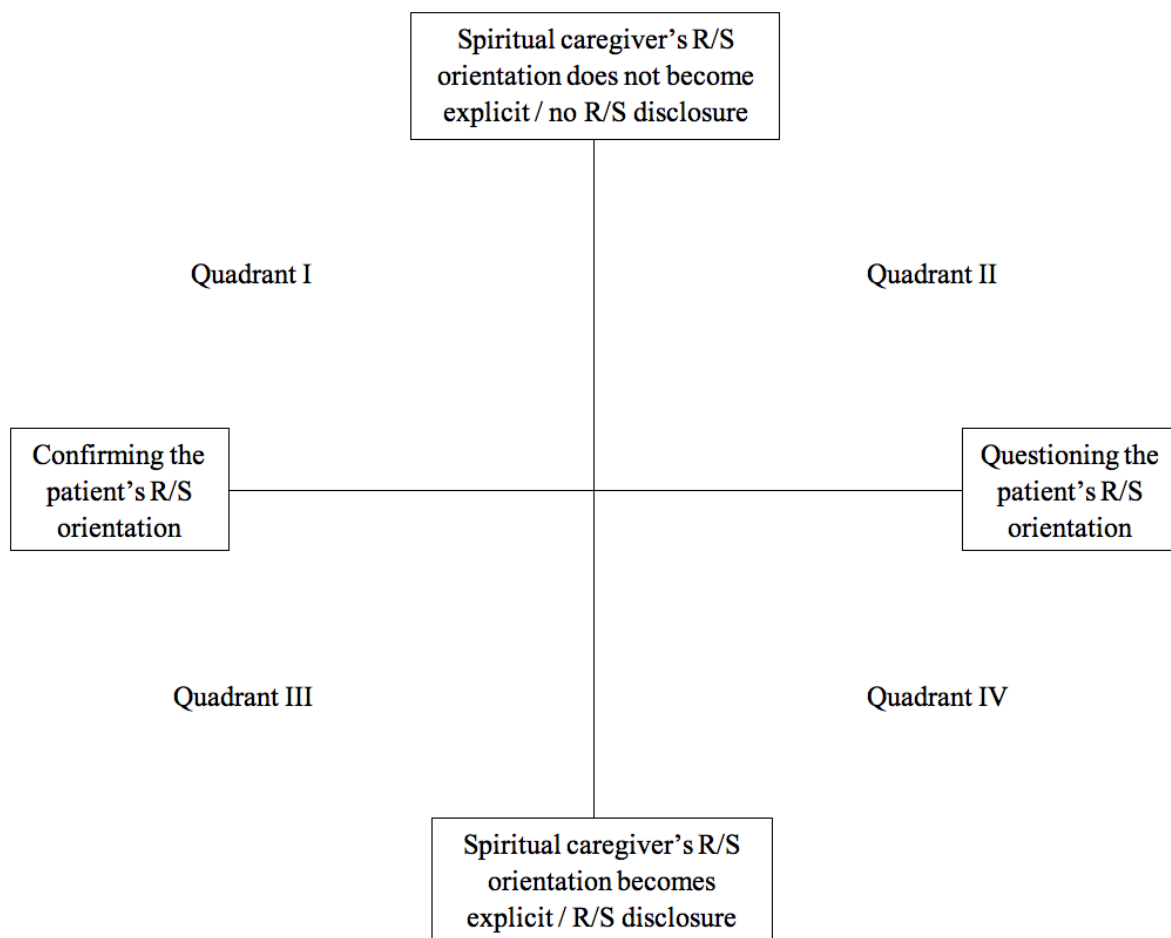 Spiritual caregiver’s R/S
orientation does not become
explicit / no R/S disclosure
Quadrant I
Quadrant II
Confirming the
patient’s R/S
orientation
Questioning the
patient’s R/S
orientation
Quadrant III
Quadrant IV
Spiritual caregiver’s R/S
orientation becomes
explicit / R/S disclosure